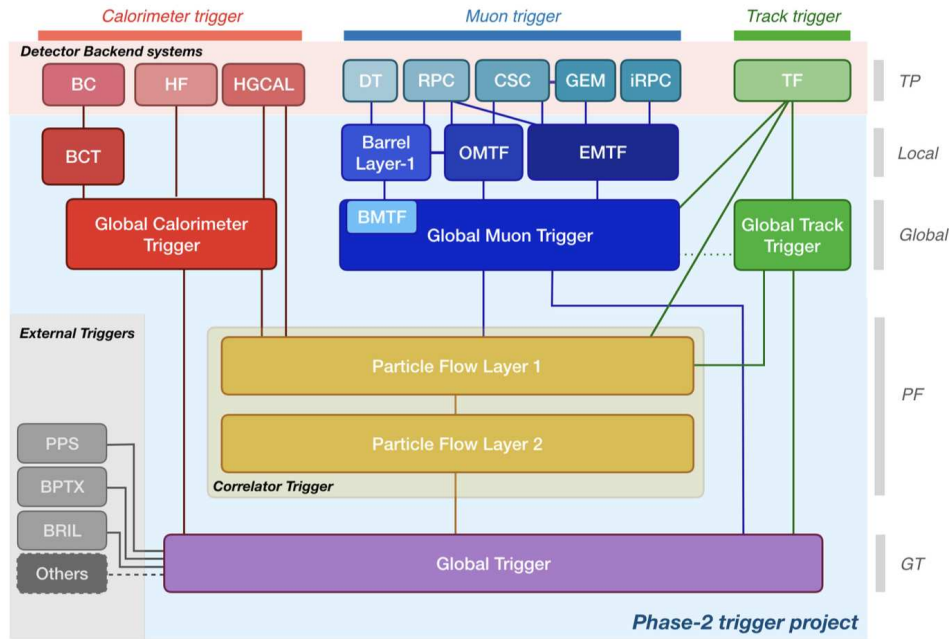 Calorimeter trigger
Muon trigger
Track trigger
Detector Backend systems
BC
HF
HGCAL
DT
RPC
CSC
GEM
iRPC
TF
TP
BCT
Barrel
Layer-1
OMTF
EMTF
Local
Global Calorimeter
Trigger
BMTF
Global Muon Trigger
Global Track
Trigger
Global
External Triggers
Particle Flow Layer 1
PF
Particle Flow Layer 2
Correlator Trigger
PPS
BPTX
BRIL
Others
Global Trigger
GT
Phase-2 trigger project